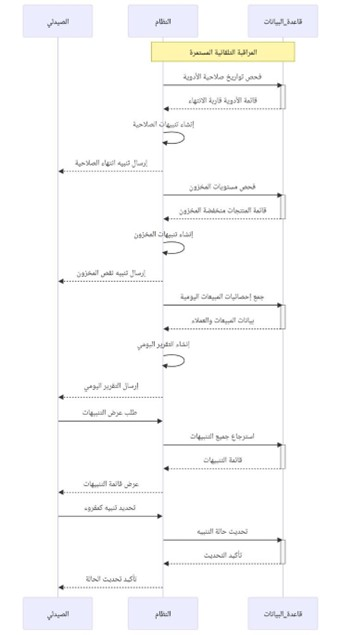 الصيدلي
النظام
قاعدة_البيانات
المراقبة التلقائية المستمرة
فحص تواريخ صلاحية الأدوية
قائمة الأدوية قاربة الانتهاء
إنشاء تنبيهات الصلاحية
إرسال تنبيه انتهاء الصلاحية
فحص مستويات المخزون
قائمة المنتجات منخفضة المخزون
إنشاء تنبيهات المخزون
إرسال تنبيه نقص المخزون
جمع إحصائيات المبيعات اليومية
بيانات المبيعات والعملاء
إنشاء التقرير اليومي
إرسال التقرير اليومي
طلب عرض التنبيهات
استرجاع جميع التنبيهات
قائمة التنبيهات
عرض قائمة التنبيهات
تحديد تنبيه كمقروء
تحديث حالة التنبيه
تأكيد التحديث
تأكيد تحديث الحالة
الصيدلي
النظام
قاعدة_البيانات